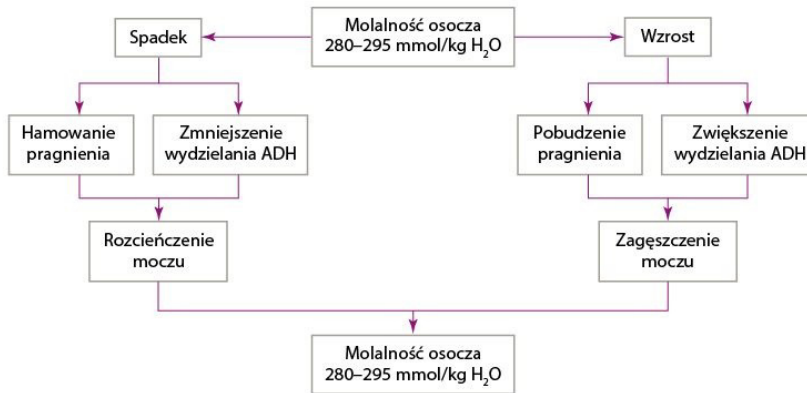 Molalność osocza
280–295 mmol/kg H₂O
Spadek
Wzrost
Hamowanie
pragnienia
Zmniejszenie
wydzielania ADH
Pobudzenie
pragnienia
Zwiększenie
wydzielania ADH
Rozcieńczenie
moczu
Zagęszczenie
moczu
Molalność osocza
280–295 mmol/kg H₂O